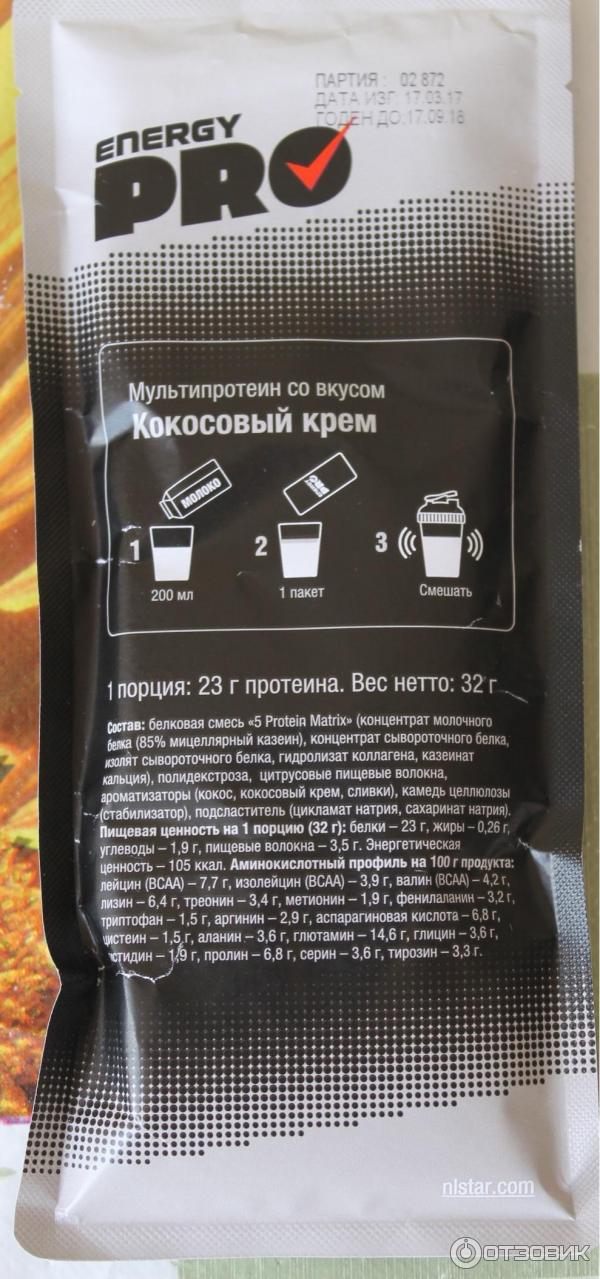 ПАРТИЯ : 02 872
ДАТА ИЗГ: 17.03.17
ГОДЕН ДО:17.09.18
ENERGY
PRO
Мультипротеин со вкусом
Кокосовый крем
МОЛОКО
1 2 3
200 мл 1 пакет Смешать
1 порция: 23 г протеина. Вес нетто: 32 г
Состав: белковая смесь «5 Protein Matrix» (концентрат молочного
белка (85% мицеллярный казеин), концентрат сывороточного белка,
изолят сывороточного белка, гидролизат коллагена, казеинат
кальция), полидекстроза, цитрусовые пищевые волокна,
ароматизаторы (кокос, кокосовый крем, сливки), камедь целлюлозы
(стабилизатор), подсластитель (цикламат натрия, сахаринат натрия).
Пищевая ценность на 1 порцию (32 г): белки – 23 г, жиры – 0,26 г,
углеводы – 1,9 г, пищевые волокна – 3,5 г. Энергетическая
ценность – 105 ккал. Аминокислотный профиль на 100 г продукта:
лейцин (BCAA) – 7,7 г, изолейцин (BCAA) – 3,9 г, валин (BCAA) – 4,2 г,
лизин – 6,4 г, треонин – 3,4 г, метионин – 1,9 г, фенилаланин – 3,2 г,
триптофан – 1,5 г, аргинин – 2,9 г, аспарагиновая кислота – 6,8 г,
цистеин – 1,5 г, аланин – 3,6 г, глютамин – 14,6 г, глицин – 3,6 г,
гистидин – 1,9 г, пролин – 6,8 г, серин – 3,6 г, тирозин – 3,3 г.
nlstar.com
ОТЗОВИК